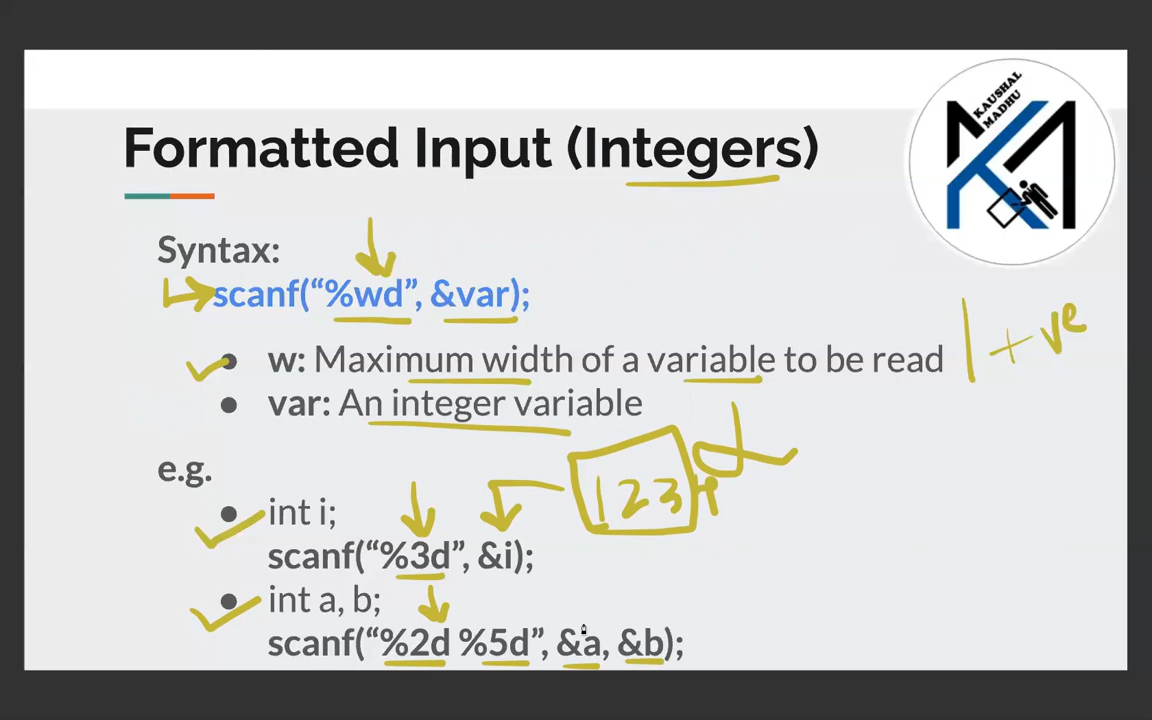 KAUSHAL
MADHU
Formatted Input (Integers)
Syntax:
scanf(“%wd”, &var);
● w: Maximum width of a variable to be read
+ve
● var: An integer variable
e.g.
1234
● int i;
scanf(“%3d”, &i);
● int a, b;
scanf(“%2d %5d”, &a, &b);